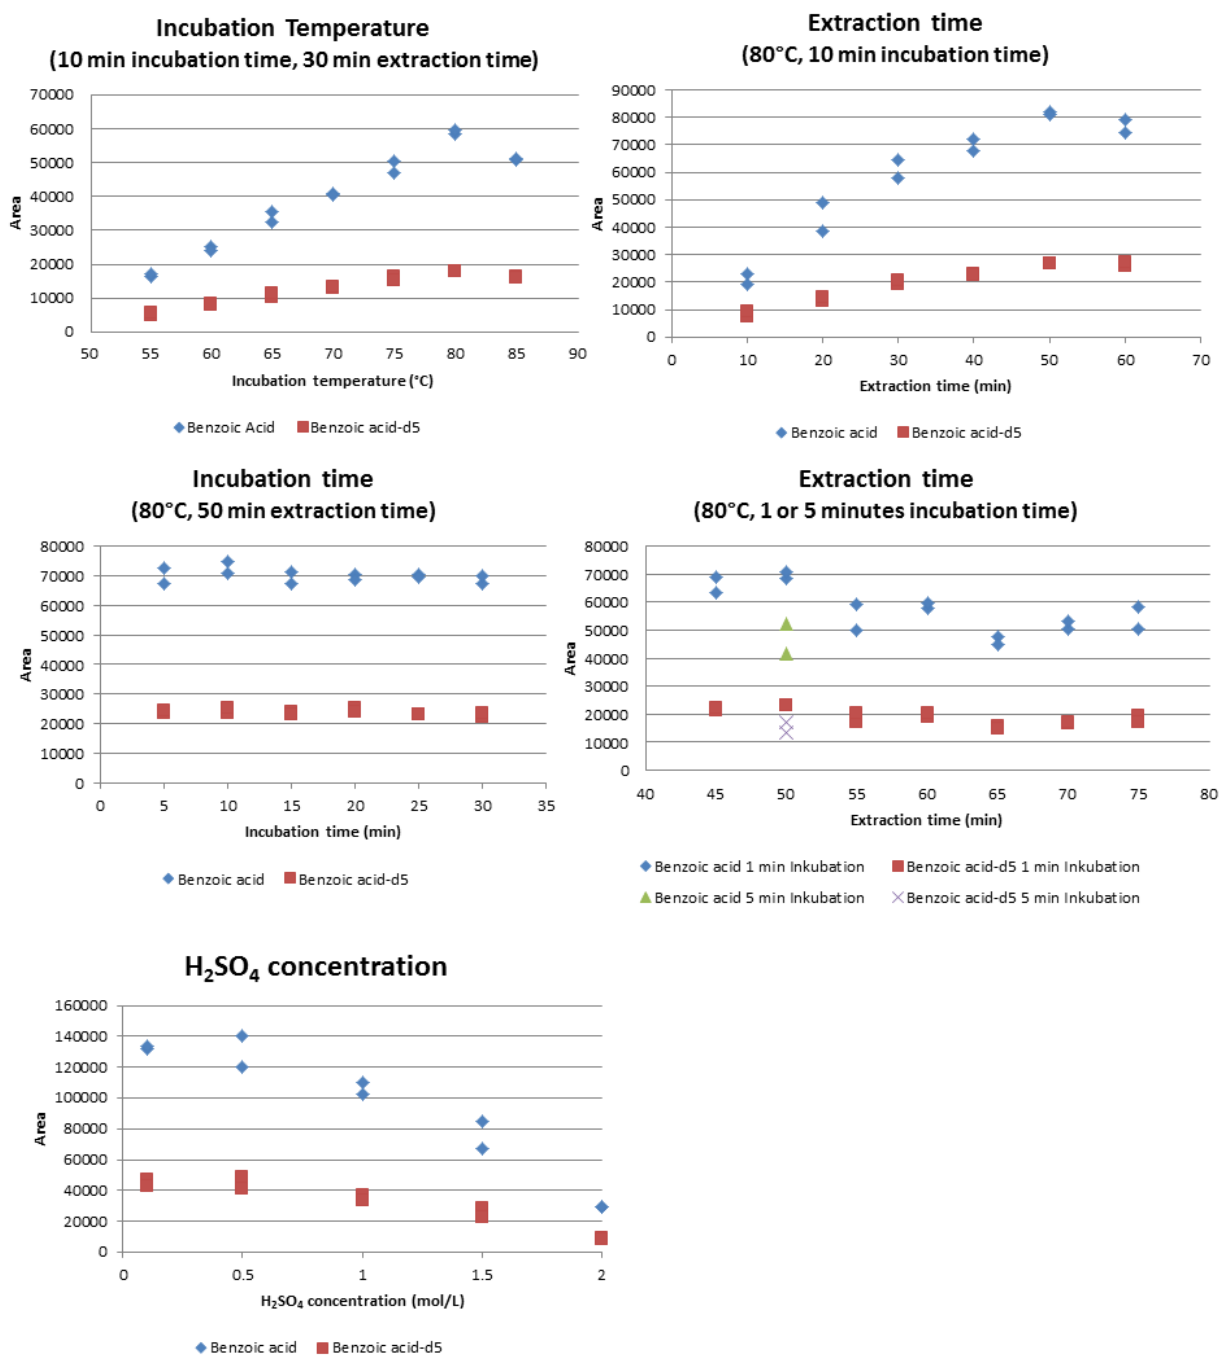 Incubation Temperature
(10 min incubation time, 30 min extraction time)
70000
60000
50000
40000
30000
20000
10000
0
Area
50 55 60 65 70 75 80 85 90
Incubation temperature (°C)
Benzoic Acid Benzoic acid-d5
Extraction time
(80°C, 10 min incubation time)
90000
80000
70000
60000
50000
40000
30000
20000
10000
0
Area
0 10 20 30 40 50 60 70
Extraction time (min)
Benzoic acid Benzoic acid-d5
Incubation time
(80°C, 50 min extraction time)
80000
70000
60000
50000
40000
30000
20000
10000
0
Area
0 5 10 15 20 25 30 35
Incubation time (min)
Benzoic acid Benzoic acid-d5
Extraction time
(80°C, 1 or 5 minutes incubation time)
80000
70000
60000
50000
40000
30000
20000
10000
0
Area
40 45 50 55 60 65 70 75 80
Extraction time (min)
Benzoic acid 1 min Inkubation Benzoic acid-d5 1 min Inkubation
Benzoic acid 5 min Inkubation Benzoic acid-d5 5 min Inkubation
H₂SO₄ concentration
160000
140000
120000
100000
80000
60000
40000
20000
0
Area
0 0.5 1 1.5 2
H₂SO₄ concentration (mol/L)
Benzoic acid Benzoic acid-d5